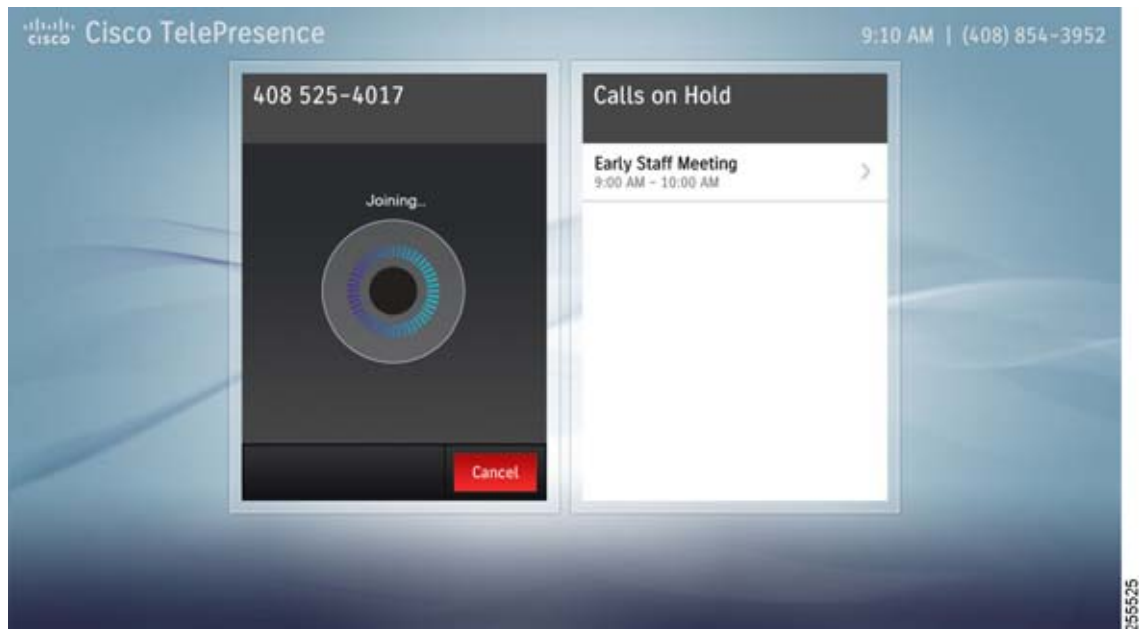 CISCO Cisco TelePresence
9:10 AM | (408) 854-3952
408 525-4017
Joining...
Cancel
Calls on Hold
Early Staff Meeting
9:00 AM - 10:00 AM
255525